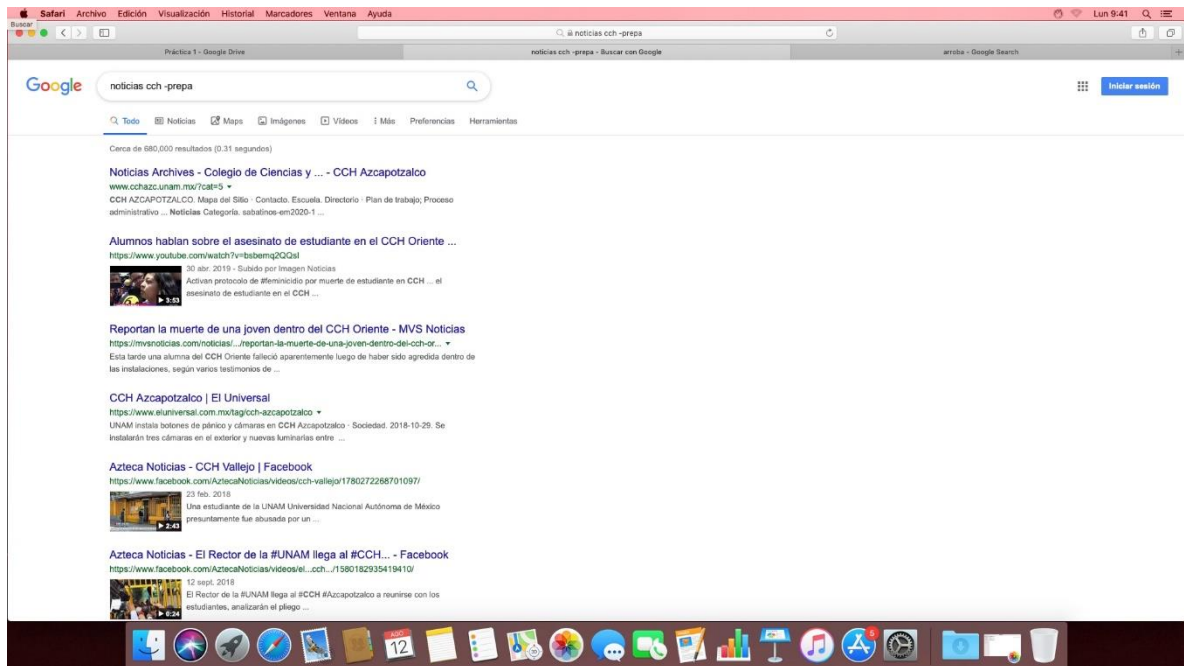 Safari Archivo Edición Visualización Historial Marcadores Ventana Ayuda
Lun 9:41
Buscar
noticias cch -prepa
Práctica 1 - Google Drive
noticias cch -prepa - Buscar con Google
arroba - Google Search
Google
noticias cch -prepa
Iniciar sesión
Todo Noticias Maps Imágenes Vídeos Más Preferencias Herramientas
Cerca de 680,000 resultados (0.31 segundos)
Noticias Archives - Colegio de Ciencias y ... - CCH Azcapotzalco
www.cchazc.unam.mx/?cat=5
CCH AZCAPOTZALCO. Mapa del Sitio · Contacto. Escuela. Directorio · Plan de trabajo; Proceso
administrativo ... Noticias Categoría. sabatinos-em2020-1 ...
Alumnos hablan sobre el asesinato de estudiante en el CCH Oriente ...
https://www.youtube.com/watch?v=bsbemq2QQsI
30 abr. 2019 - Subido por Imagen Noticias
Activan protocolo de #feminicidio por muerte de estudiante en CCH ... el
asesinato de estudiante en el CCH ...
3:53
Reportan la muerte de una joven dentro del CCH Oriente - MVS Noticias
https://mvsnoticias.com/noticias/.../reportan-la-muerte-de-una-joven-dentro-del-cch-or...
Esta tarde una alumna del CCH Oriente falleció aparentemente luego de haber sido agredida dentro de
las instalaciones, según varios testimonios de ...
CCH Azcapotzalco | El Universal
https://www.eluniversal.com.mx/tag/cch-azcapotzalco
UNAM instala botones de pánico y cámaras en CCH Azcapotzalco · Sociedad. 2018-10-29. Se
instalarán tres cámaras en el exterior y nuevas luminarias entre ...
Azteca Noticias - CCH Vallejo | Facebook
https://www.facebook.com/AztecaNoticias/videos/cch-vallejo/1780272268701097/
23 feb. 2018
Una estudiante de la UNAM Universidad Nacional Autónoma de México
presuntamente fue abusada por un ...
2:43
Azteca Noticias - El Rector de la #UNAM llega al #CCH... - Facebook
https://www.facebook.com/AztecaNoticias/videos/el...cch.../1580182935419410/
12 sept. 2018
El Rector de la #UNAM llega al #CCH #Azcapotzalco a reunirse con los
estudiantes, analizarán el pliego ...
6:24
AGO
12
5